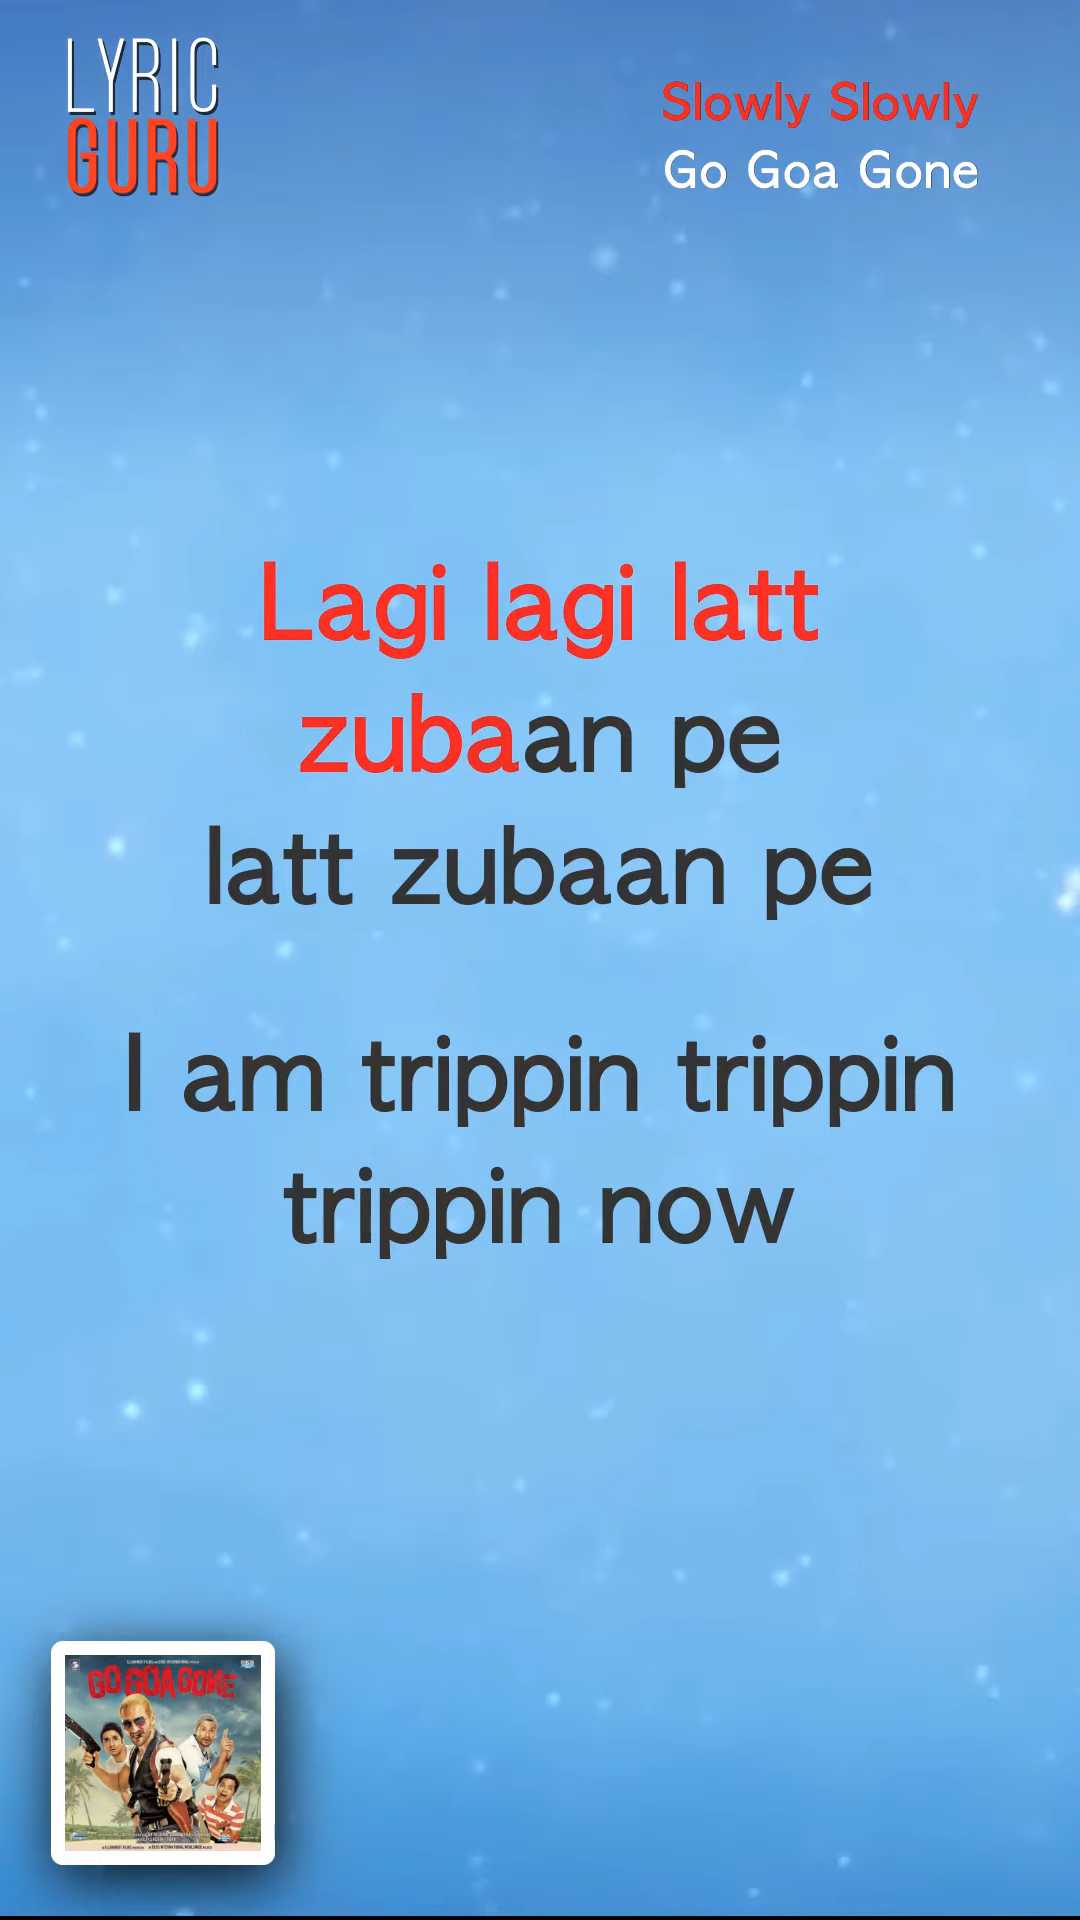 LYRIC
GURU
Slowly Slowly
Go Goa Gone
Lagi lagi latt
zubaan pe
latt zubaan pe
I am trippin trippin
trippin now
GO GOA GONE